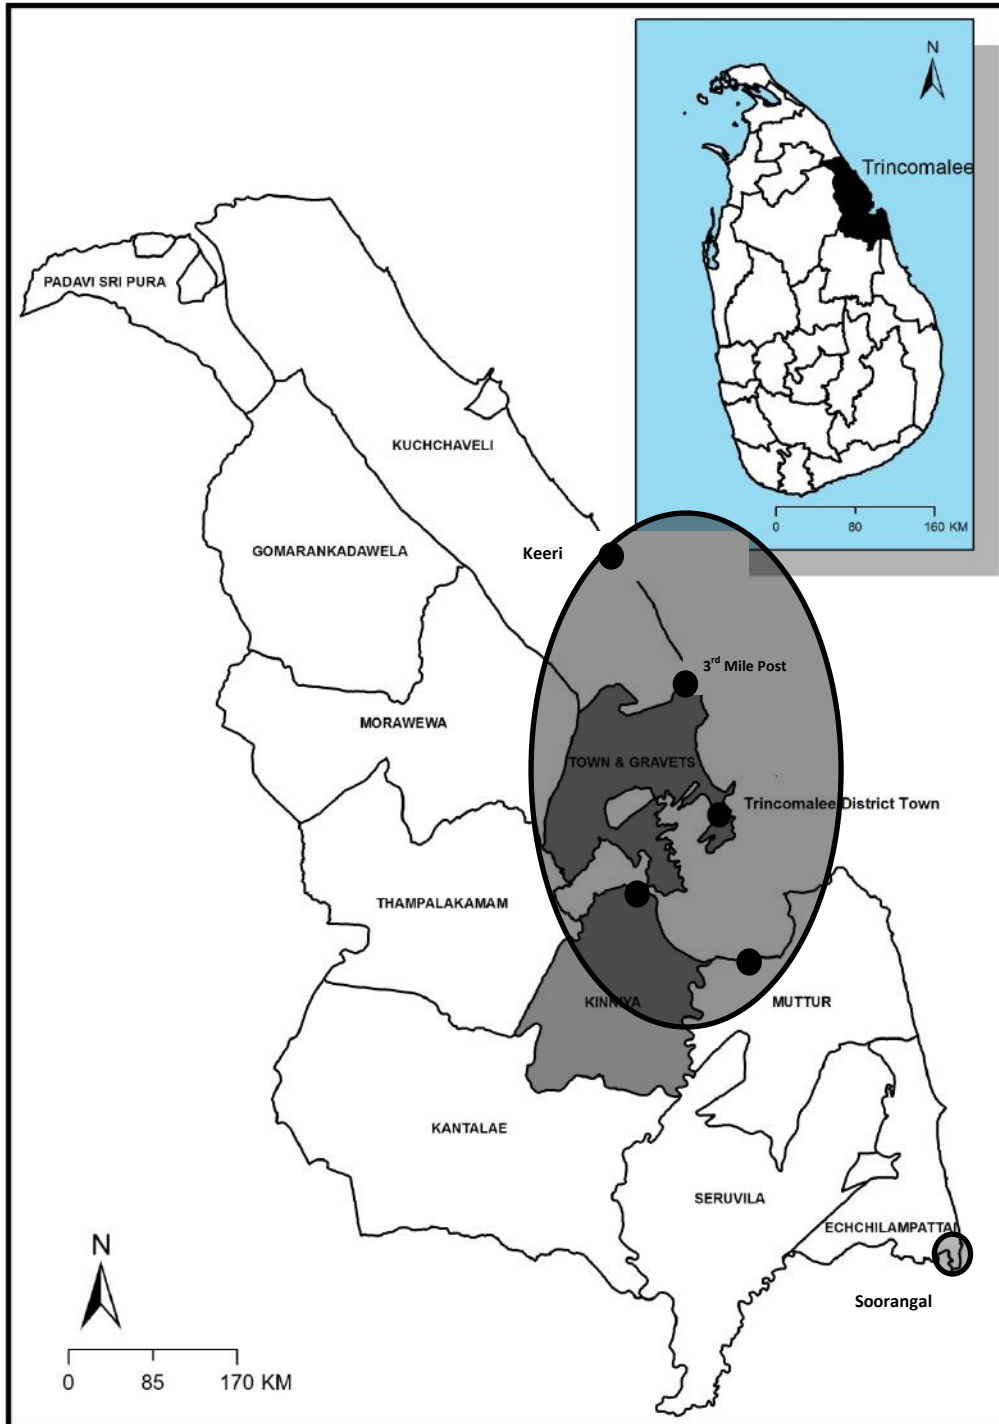 N
Trincomalee
0 80 160 KM
PADAVI SRI PURA
KUCHCHAVELI
GOMARANKADAWELA
Keeri
3rd Mile Post
MORAWEWA
TOWN & GRAVETS
Trincomalee District Town
THAMPALAKAMAM
KINNIYA
MUTTUR
KANTALAE
SERUVILA
ECHCHILAMPATTAI
Soorangal
N
0 85 170 KM